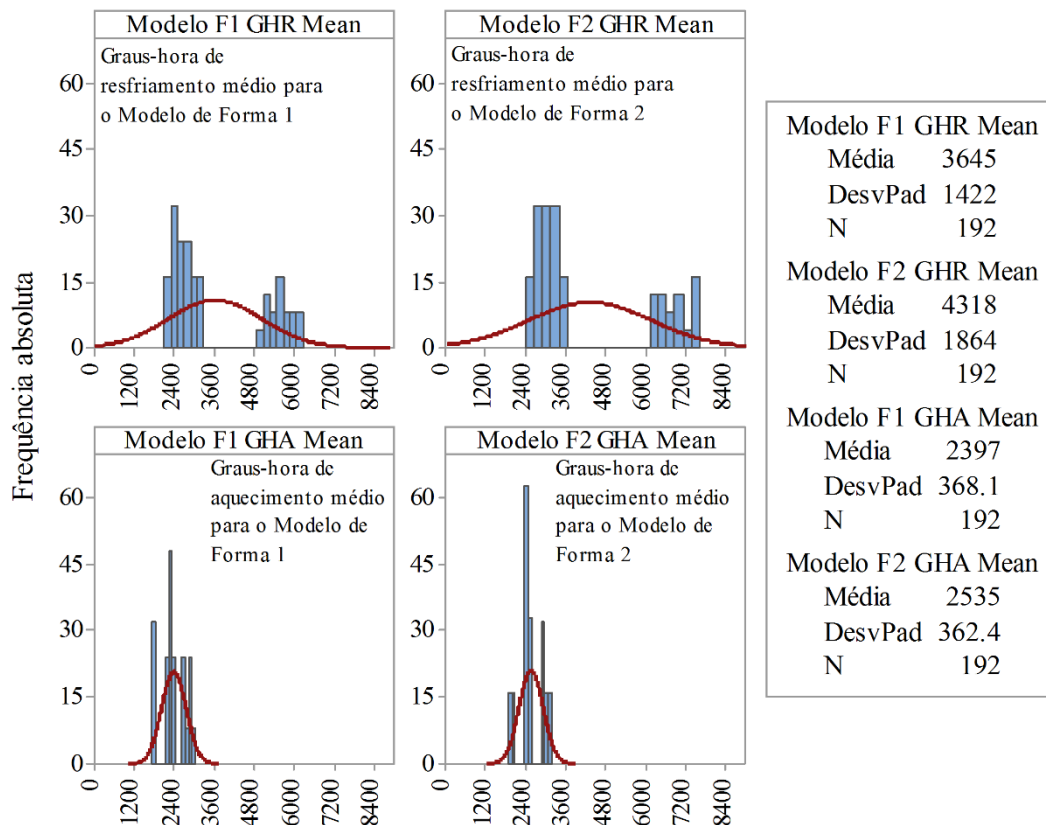 Modelo F1 GHR Mean
Graus-hora de
resfriamento médio para
o Modelo de Forma 1
Modelo F2 GHR Mean
Graus-hora de
resfriamento médio para
o Modelo de Forma 2
60
45
30
15
0
0 1200 2400 3600 4800 6000 7200 8400
0 1200 2400 3600 4800 6000 7200 8400
Frequência absoluta
Modelo F1 GHA Mean
Graus-hora de
aquecimento médio
para o Modelo de
Forma 1
Modelo F2 GHA Mean
Graus-hora de
aquecimento médio
para o Modelo de
Forma 2
60
45
30
15
0
60
45
30
15
0
60
45
30
15
0
0 1200 2400 3600 4800 6000 7200 8400
0 1200 2400 3600 4800 6000 7200 8400
Modelo F1 GHR Mean
Média 3645
DesvPad 1422
N 192
Modelo F2 GHR Mean
Média 4318
DesvPad 1864
N 192
Modelo F1 GHA Mean
Média 2397
DesvPad 368.1
N 192
Modelo F2 GHA Mean
Média 2535
DesvPad 362.4
N 192